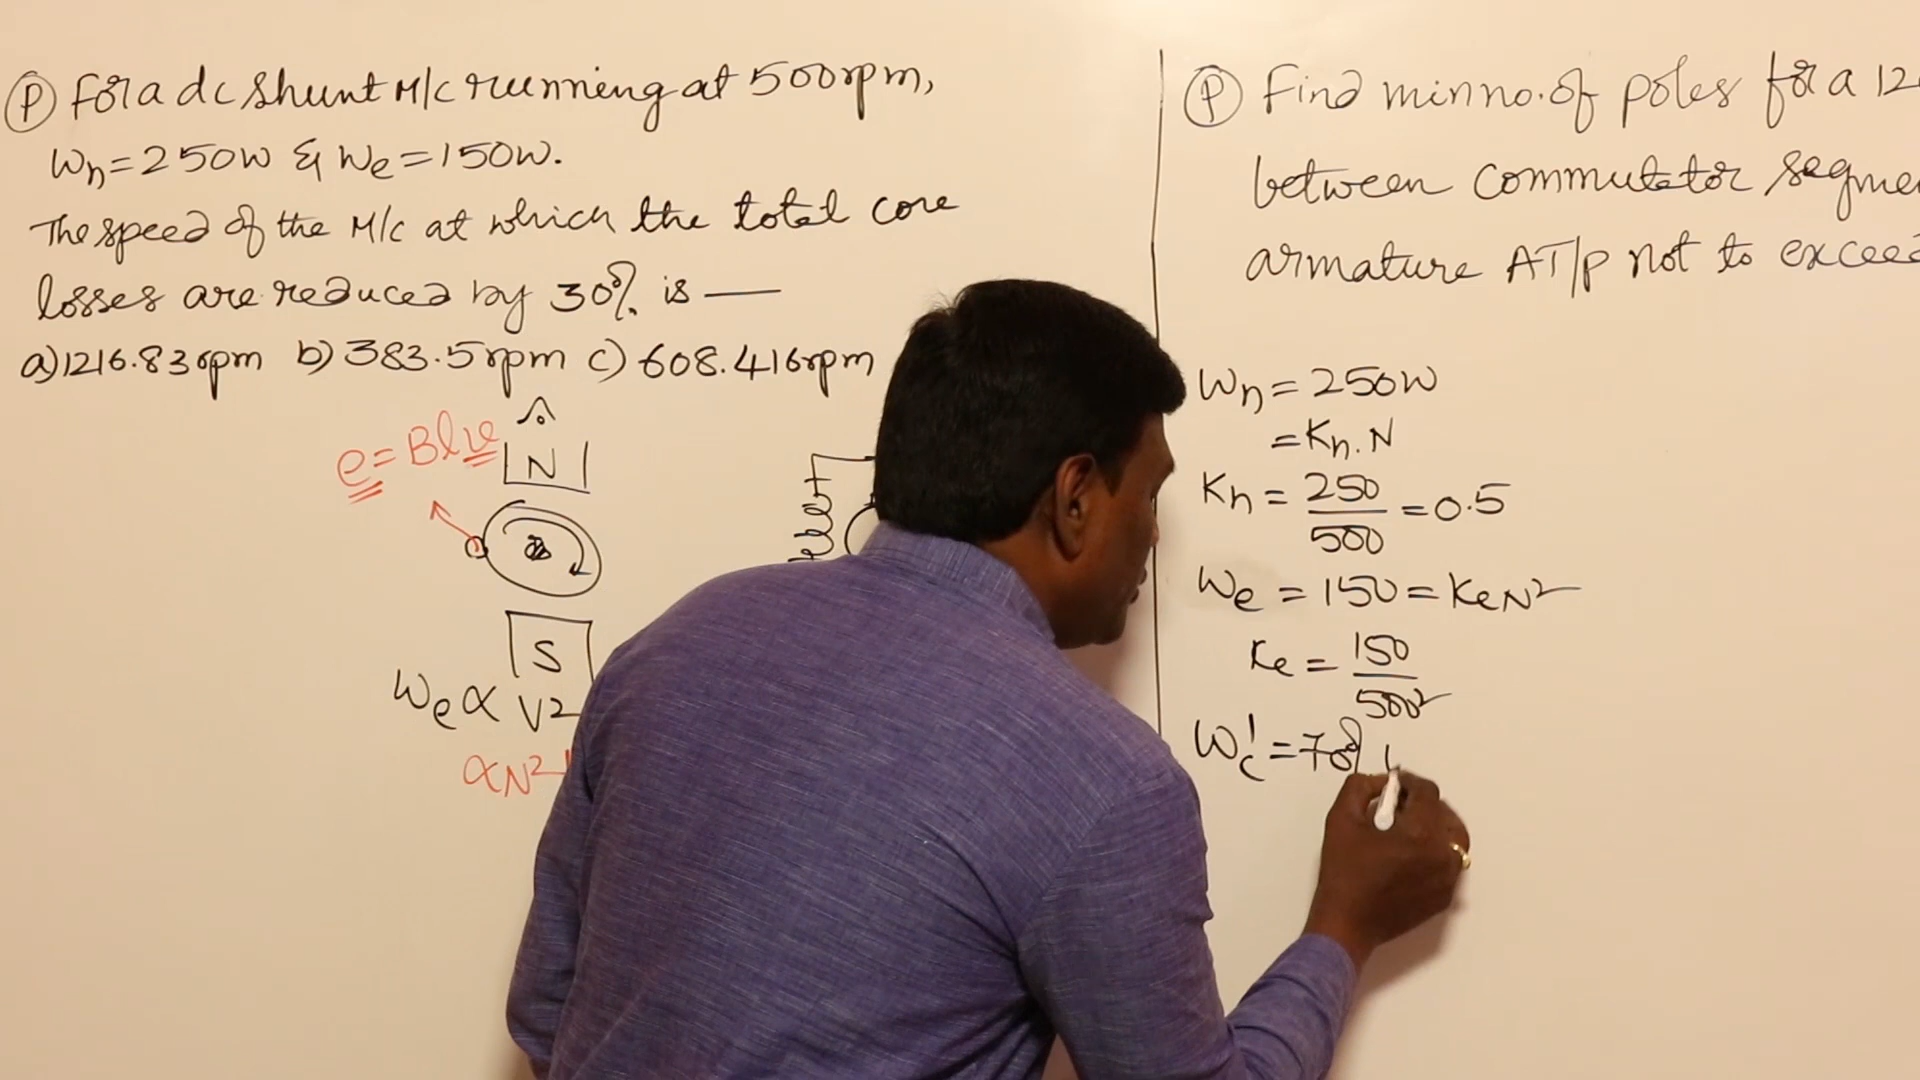 Ⓟ For a dc shunt M/c running at 500rpm,
Wh=250W & We=150W.
The speed of the M/c at which the total core
losses are reduced by 30% is —
a)1216.83rpm b)383.5rpm c)608.416rpm
e=Blv
N
S
We∝V²
∝N²
Ⓟ Find min no. of poles for a 12
between commutator segme
armature AT/p not to exceed
Wh=250W
=Kh.N
Kh=250/500=0.5
We=150=KeN²
Ke=150/500²
Wc'=70%